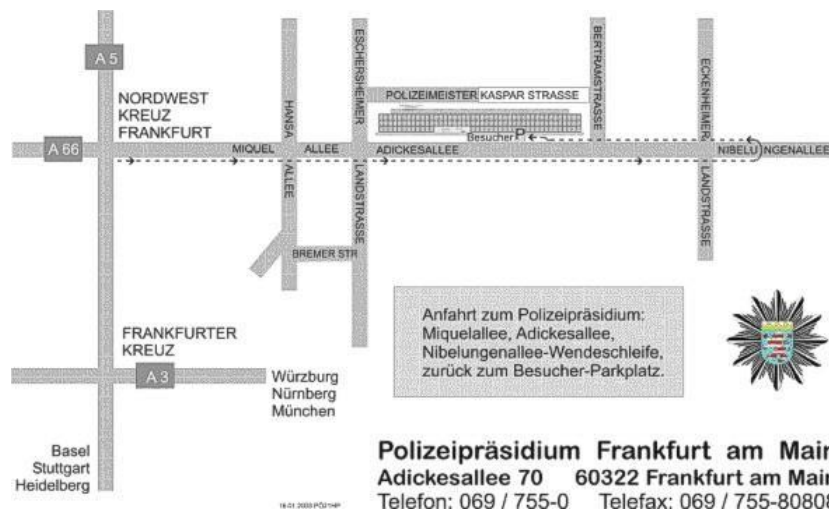 A 5
NORDWEST
KREUZ
FRANKFURT
A 66
MIQUEL ALLEE ADICKESALLEE NIBELUNGENALLEE
HANSA ALLEE
ESCHERSHEIMER LANDSTRASSE
POLIZEIMEISTER KASPAR STRASSE
BERTRAMSTRASSE
ECKENHEIMER LANDSTRASSE
Besucher P
BREMER STR
Anfahrt zum Polizeipräsidium:
Miquelallee, Adickesallee,
Nibelungenallee-Wendeschleife,
zurück zum Besucher-Parkplatz.
FRANKFURTER
KREUZ
A 3
Würzburg
Nürnberg
München
Basel
Stuttgart
Heidelberg
Polizeipräsidium Frankfurt am Main
Adickesallee 70 60322 Frankfurt am Main
Telefon: 069 / 755-0 Telefax: 069 / 755-80808